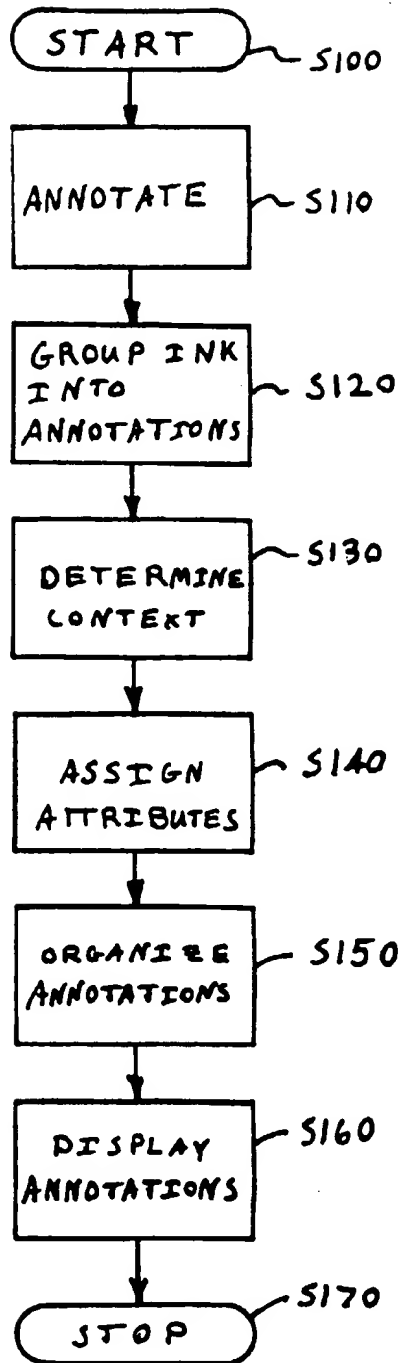 START
S100
ANNOTATE
S110
GROUP INK
INTO
ANNOTATIONS
S120
DETERMINE
CONTEXT
S130
ASSIGN
ATTRIBUTES
S140
ORGANIZE
ANNOTATIONS
S150
DISPLAY
ANNOTATIONS
S160
STOP
S170